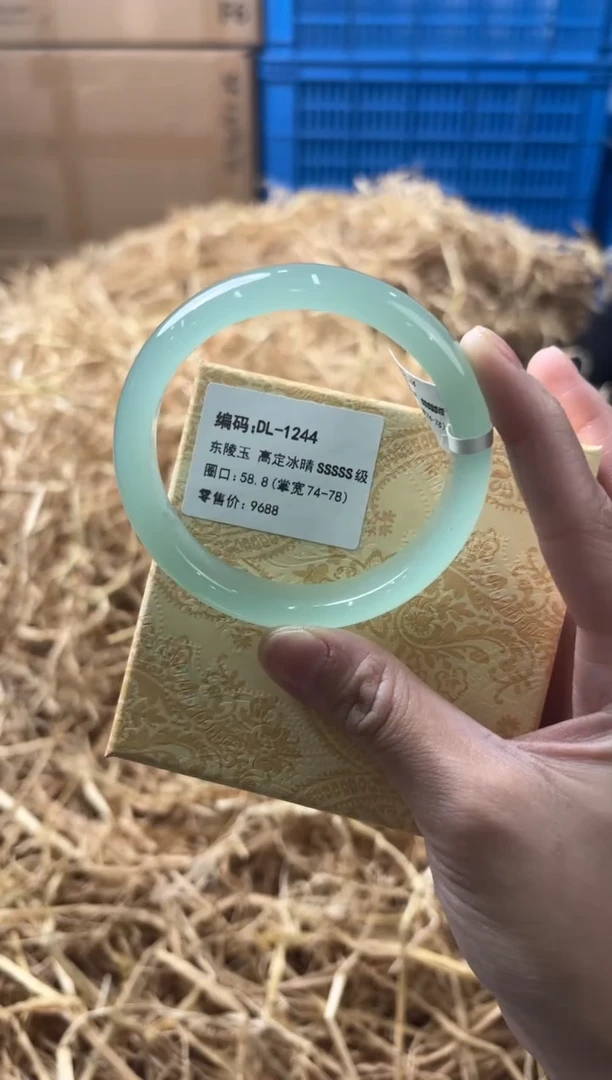 编码:DL-1244
东陵玉 高定冰晴SSSSS级
圈口:58.8(掌宽74-78)
零售价:9688